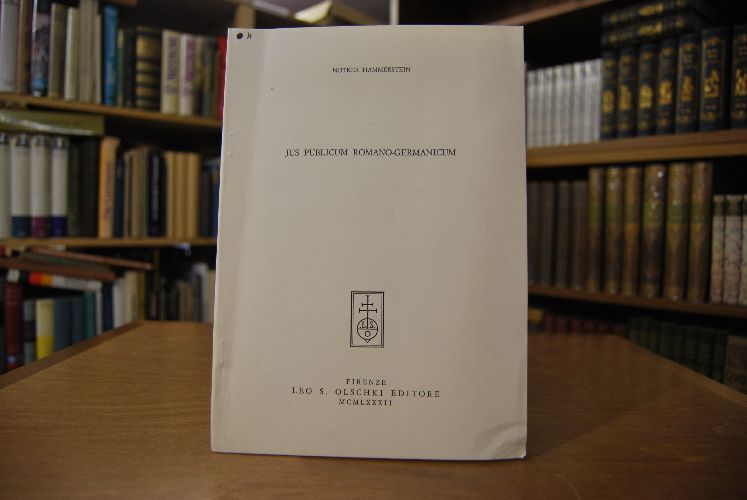 NOTKER HAMMERSTEIN
JUS PUBLICUM ROMANO-GERMANICUM
FIRENZE
LEO S. OLSCHKI EDITORE
MCMLXXXII